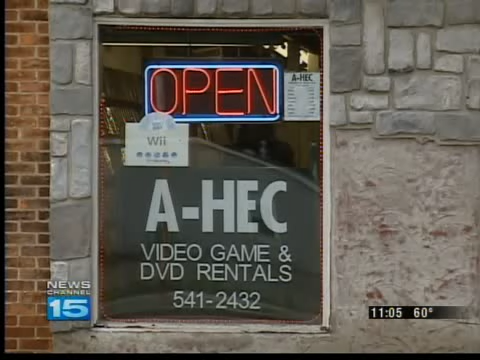 OPEN
A-HEC
Wii
A-HEC
VIDEO GAME &
DVD RENTALS
541-2432
NEWS
CHANNEL
15
11:05 60°